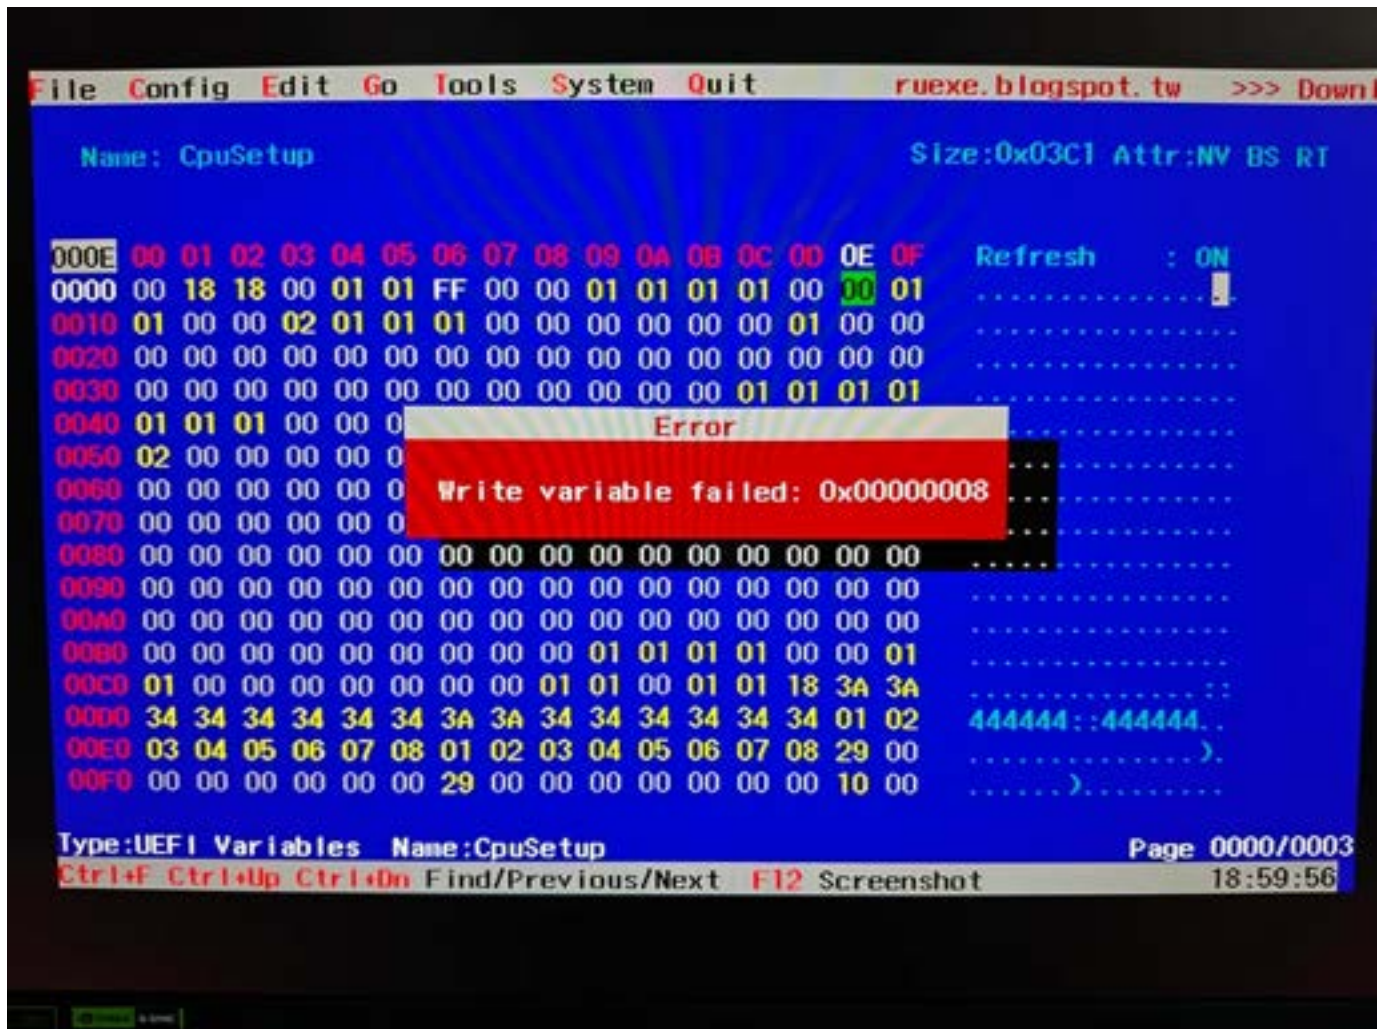 File Config Edit Go Tools System Quit ruexe.blogspot.tw >>> Down
Name: CpuSetup Size:0x03C1 Attr:NV BS RT
000E 00 01 02 03 04 05 06 07 08 09 0A 0B 0C 0D 0E 0F Refresh : ON
0000 00 18 18 00 01 01 FF 00 00 01 01 01 01 00 00 01 ................
0010 01 00 00 02 01 01 01 00 00 00 00 00 00 01 00 00 ................
0020 00 00 00 00 00 00 00 00 00 00 00 00 00 00 00 00 ................
0030 00 00 00 00 00 00 00 00 00 00 00 00 01 01 01 01 ................
0040 01 01 01 00 00 0
Error
0050 02 00 00 00 00 0
0060 00 00 00 00 00 0
Write variable failed: 0x00000008
0070 00 00 00 00 00 0
0080 00 00 00 00 00 00 00 00 00 00 00 00 00 00 00 00 ................
0090 00 00 00 00 00 00 00 00 00 00 00 00 00 00 00 00 ................
00A0 00 00 00 00 00 00 00 00 00 00 00 00 00 00 00 00 ................
00B0 00 00 00 00 00 00 00 00 00 01 01 01 01 00 00 01 ................
00C0 01 00 00 00 00 00 00 00 01 01 00 01 01 18 3A 3A ..............::
00D0 34 34 34 34 34 34 3A 3A 34 34 34 34 34 34 01 02 444444::444444..
00E0 03 04 05 06 07 08 01 02 03 04 05 06 07 08 29 00 ..............).
00F0 00 00 00 00 00 00 29 00 00 00 00 00 00 00 10 00 ......).........
Type:UEFI Variables Name:CpuSetup Page 0000/0003
Ctrl+F Ctrl+Up Ctrl+Dn Find/Previous/Next F12 Screenshot 18:59:56